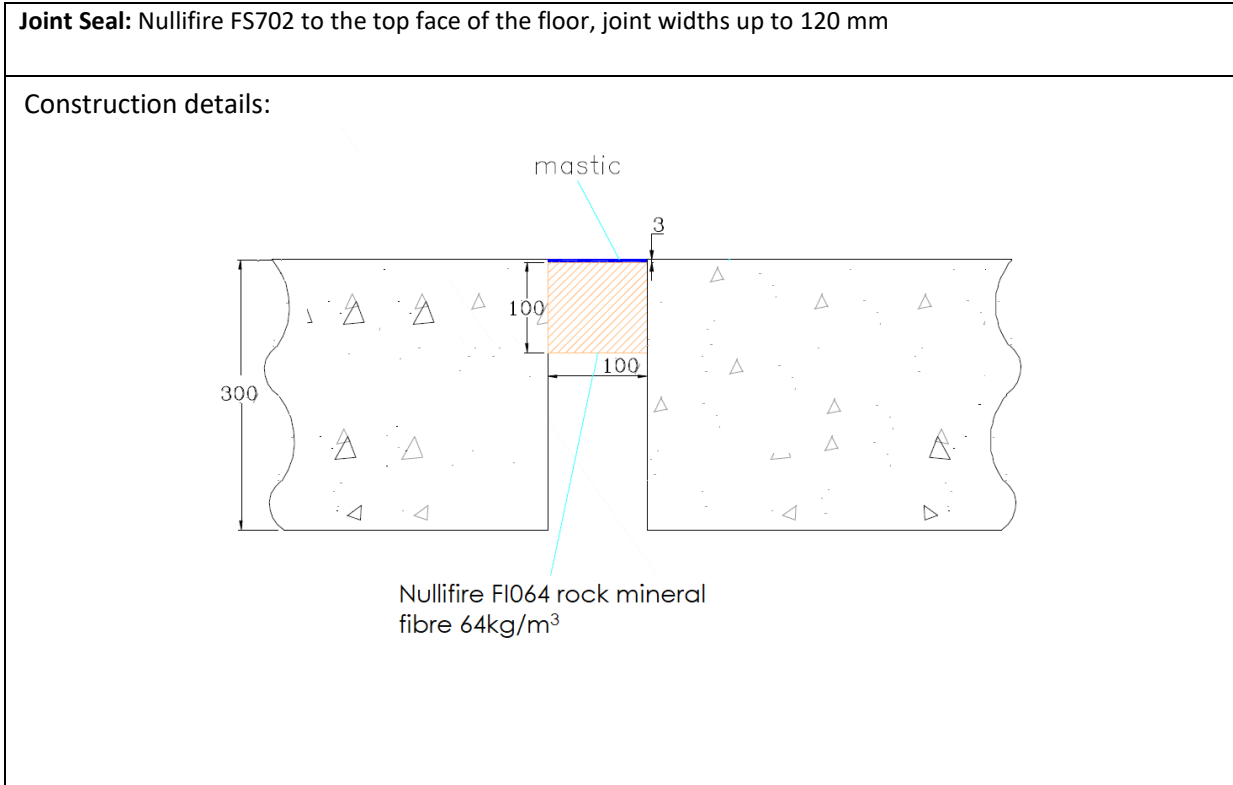 Joint Seal: Nullifire FS702 to the top face of the floor, joint widths up to 120 mm
Construction details:
mastic
3
100
100
300
Nullifire FI064 rock mineral
fibre 64kg/m³